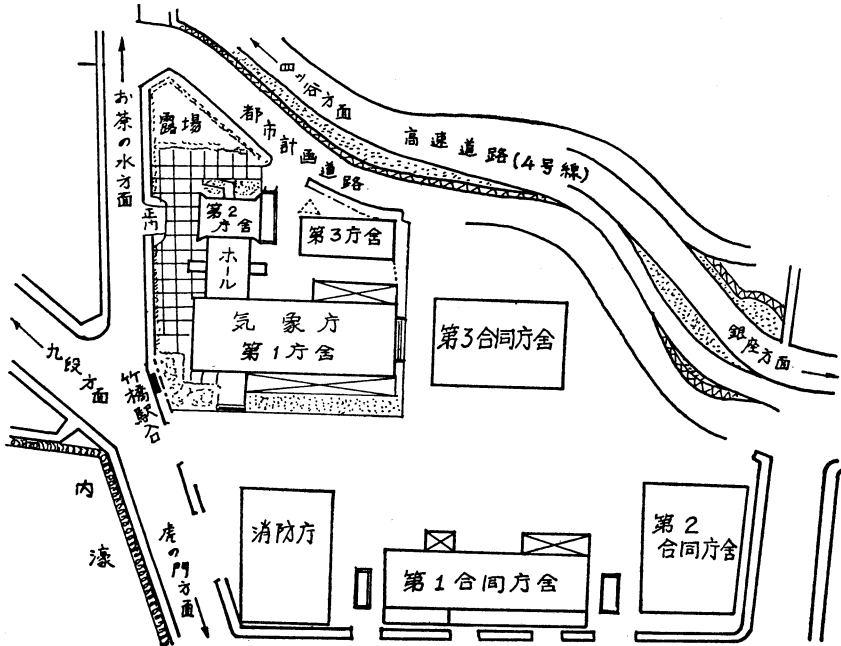 四ッ谷方面
高速道路(4号線)
お茶の水方面
露場
都市計画道路
正門
第2
庁舎
第3庁舎
ホール
気象庁
第1庁舎
第3合同庁舎
銀座方面
九段方面
竹橋駅入口
内濠
虎の門方面
消防庁
第1合同庁舎
第2
合同庁舎